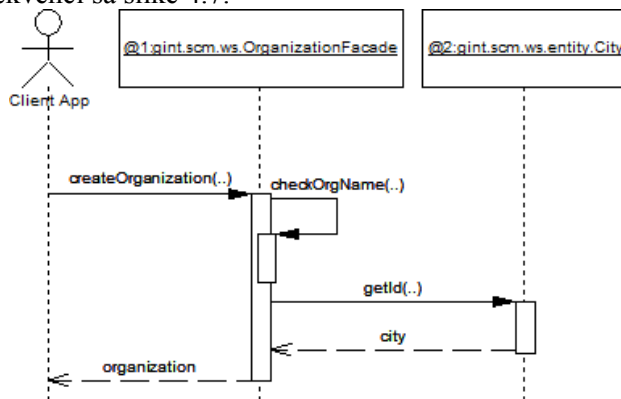 sa slike 4.7.
@1:gint.scm.ws.OrganizationFacade
@2:gint.scm.ws.entity.City
Client App
createOrganization(..)
checkOrgName(..)
getId(..)
city
organization